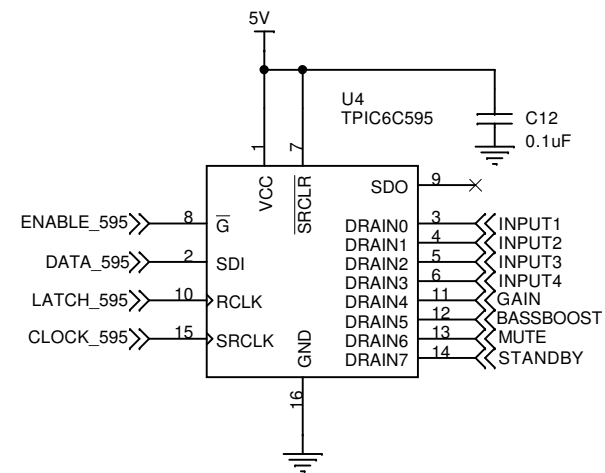 5V
U4
TPIC6C595
C12
0.1uF
1
7
VCC
SRCLR
SDO 9
ENABLE_595 8 G
DRAIN0 3 INPUT1
DRAIN1 4 INPUT2
DATA_595 2 SDI
DRAIN2 5 INPUT3
DRAIN3 6 INPUT4
LATCH_595 10 RCLK
DRAIN4 11 GAIN
DRAIN5 12 BASSBOOST
CLOCK_595 15 SRCLK
DRAIN6 13 MUTE
DRAIN7 14 STANDBY
GND
16